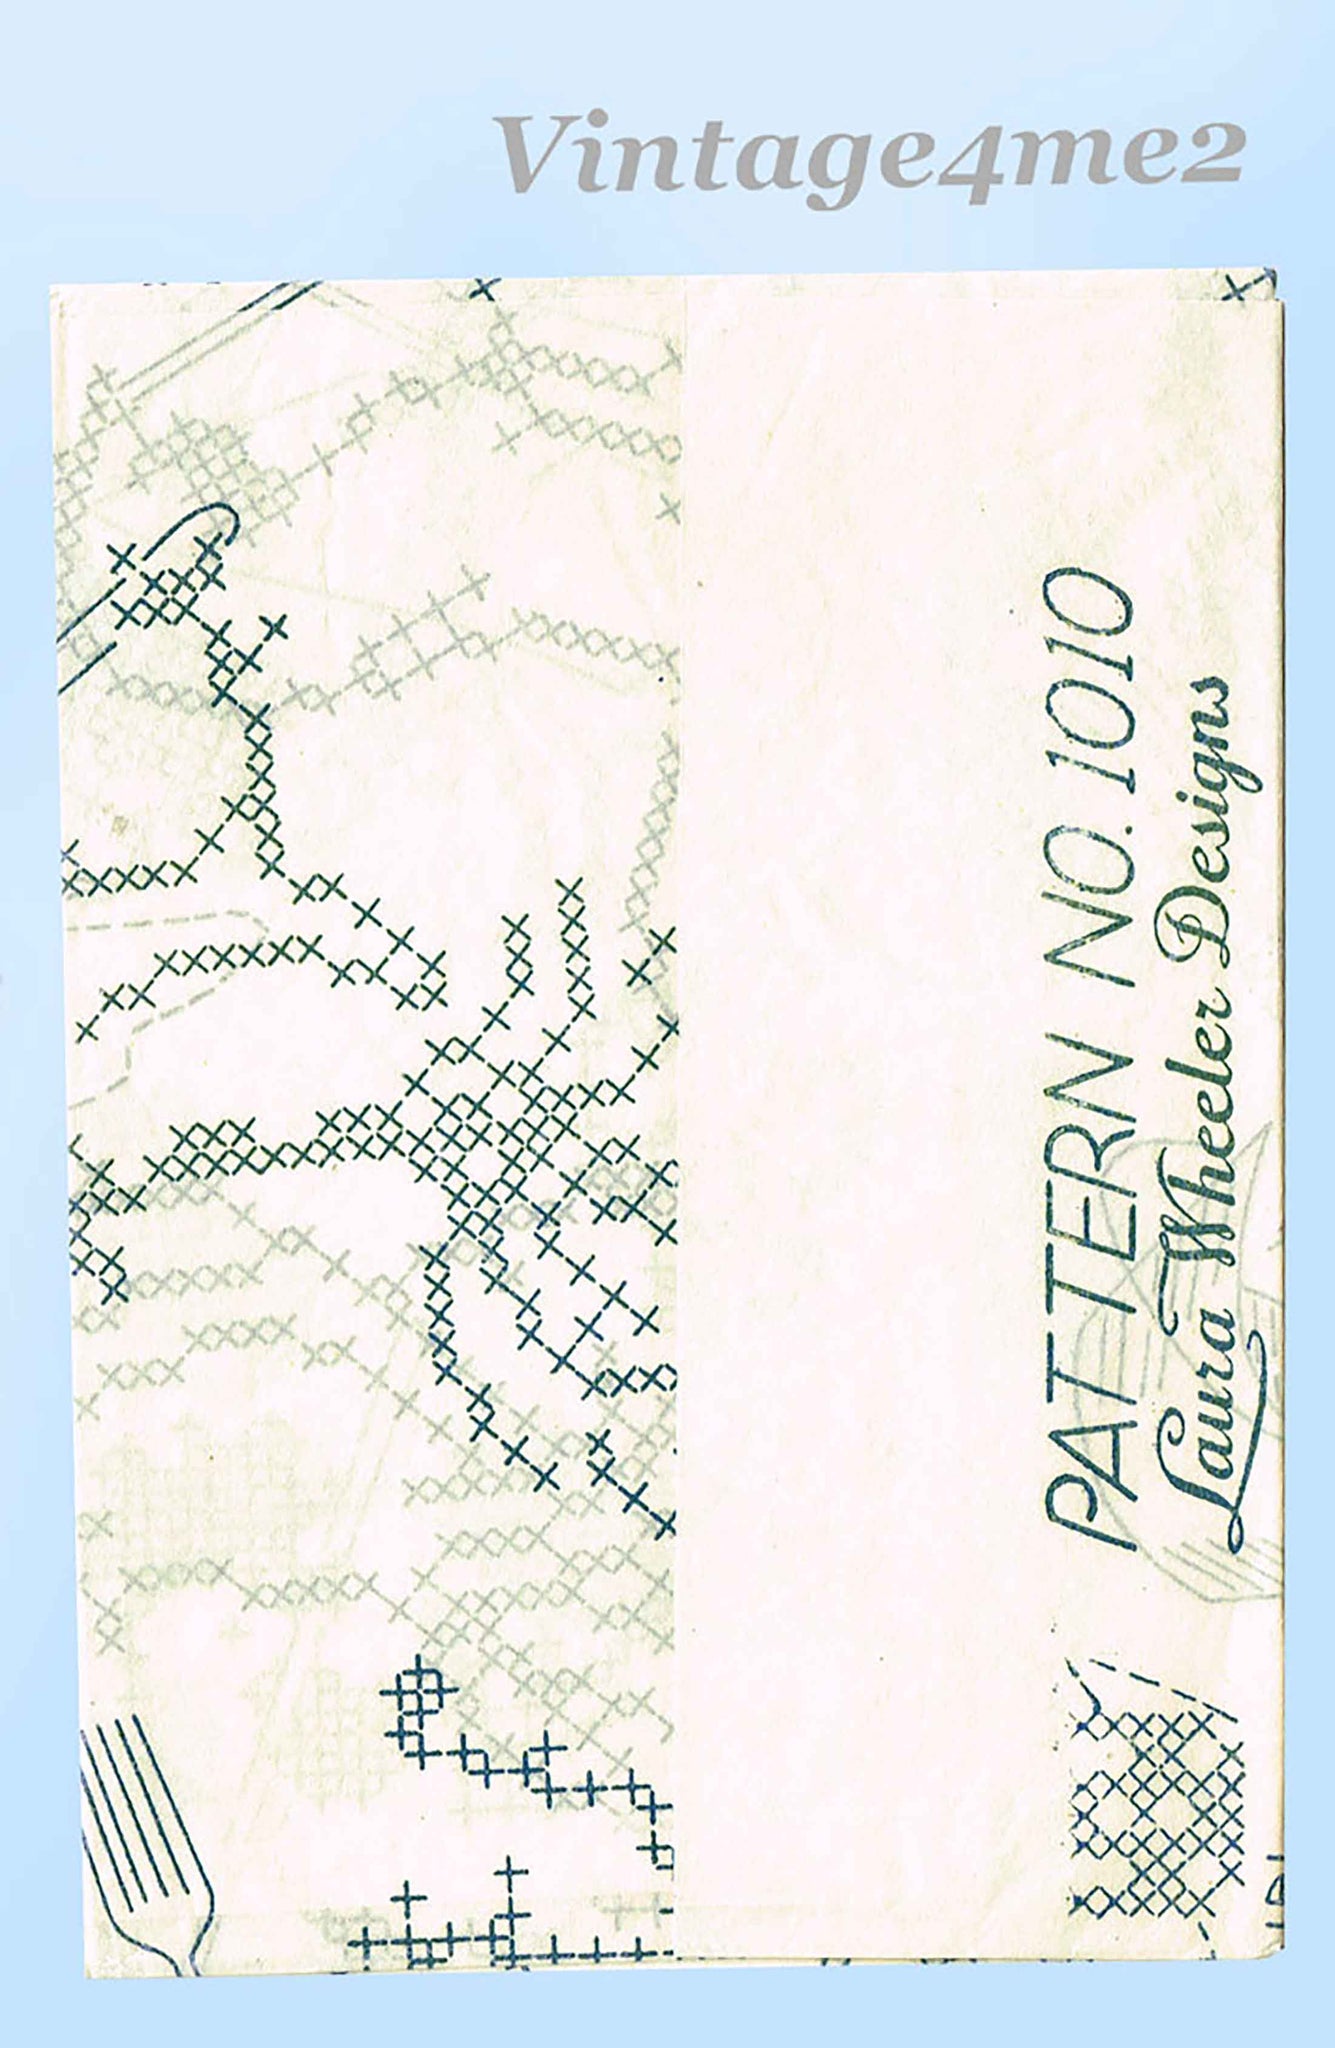 Vintage4me2
PATTERN NO. 1010
Laura Wheeler Designs